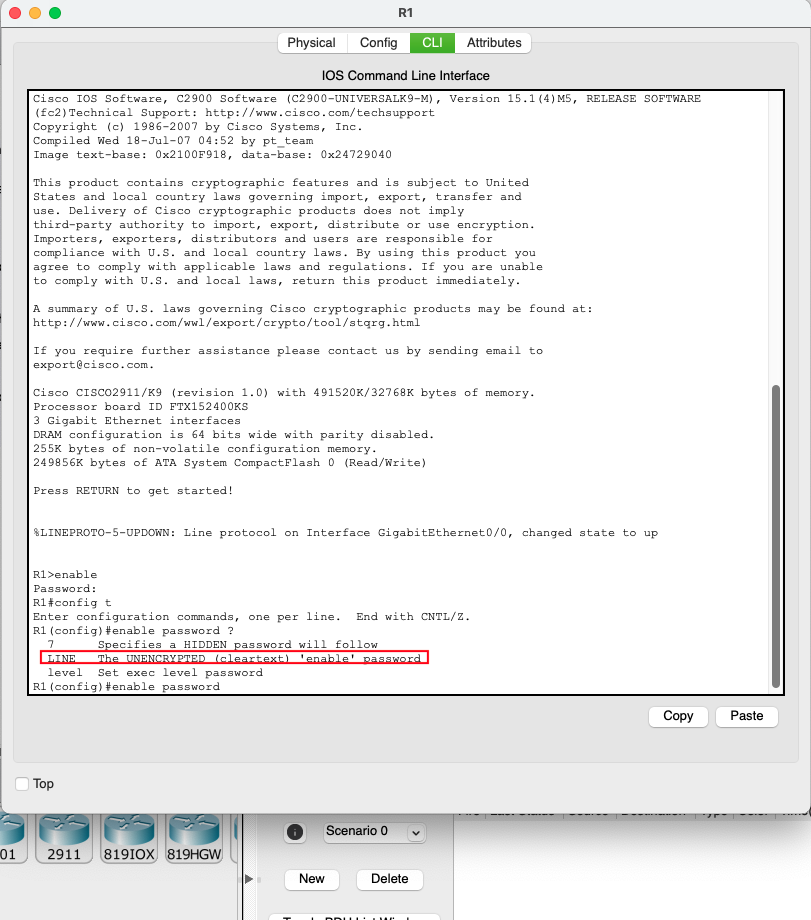 R1
Physical Config CLI Attributes
IOS Command Line Interface
Cisco IOS Software, C2900 Software (C2900-UNIVERSALK9-M), Version 15.1(4)M5, RELEASE SOFTWARE
(fc2)Technical Support: http://www.cisco.com/techsupport
Copyright (c) 1986-2007 by Cisco Systems, Inc.
Compiled Wed 18-Jul-07 04:52 by pt_team
Image text-base: 0x2100F918, data-base: 0x24729040
This product contains cryptographic features and is subject to United
States and local country laws governing import, export, transfer and
use. Delivery of Cisco cryptographic products does not imply
third-party authority to import, export, distribute or use encryption.
Importers, exporters, distributors and users are responsible for
compliance with U.S. and local country laws. By using this product you
agree to comply with applicable laws and regulations. If you are unable
to comply with U.S. and local laws, return this product immediately.
A summary of U.S. laws governing Cisco cryptographic products may be found at:
http://www.cisco.com/wwl/export/crypto/tool/stqrg.html
If you require further assistance please contact us by sending email to
export@cisco.com.
Cisco CISCO2911/K9 (revision 1.0) with 491520K/32768K bytes of memory.
Processor board ID FTX152400KS
3 Gigabit Ethernet interfaces
DRAM configuration is 64 bits wide with parity disabled.
255K bytes of non-volatile configuration memory.
249856K bytes of ATA System CompactFlash 0 (Read/Write)
Press RETURN to get started!
%LINEPROTO-5-UPDOWN: Line protocol on Interface GigabitEthernet0/0, changed state to up
R1>enable
Password:
R1#config t
Enter configuration commands, one per line.  End with CNTL/Z.
R1(config)#enable password ?
7 Specifies a HIDDEN password will follow
LINE The UNENCRYPTED (cleartext) 'enable' password
level Set exec level password
R1(config)#enable password
Copy Paste
Top
01 2911 819IOX 819HGW
Scenario 0
New Delete